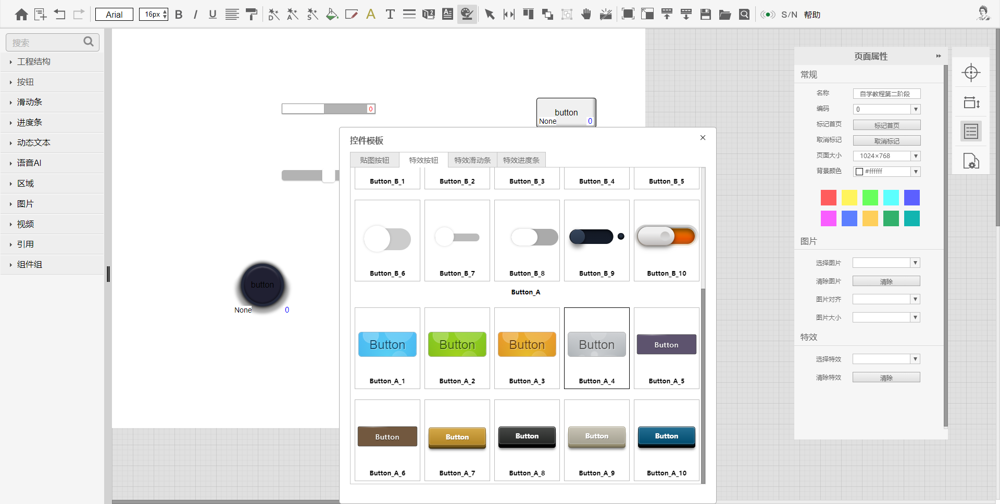 Arial
16px
B
I
U
A
T
S/N
帮助
搜索
工程结构
按钮
滑动条
进度条
动态文本
语音AI
区域
图片
视频
引用
组件组
0
button
None
0
button
None
0
控件模板
贴图按钮
特效按钮
特效滑动条
特效进度条
Button_B_1
Button_B_2
Button_B_3
Button_B_4
Button_B_5
Button_B_6
Button_B_7
Button_B_8
Button_B_9
Button_B_10
Button_A
Button
Button
Button
Button
Button
Button_A_1
Button_A_2
Button_A_3
Button_A_4
Button_A_5
Button
Button
Button
Button
Button
Button_A_6
Button_A_7
Button_A_8
Button_A_9
Button_A_10
页面属性
常规
名称
自学教程第二阶段
编码
0
标记首页
标记首页
取消标记
取消标记
页面大小
1024×768
背景颜色
#ffffff
图片
选择图片
清除图片
清除
图片对齐
图片大小
特效
选择特效
清除特效
清除